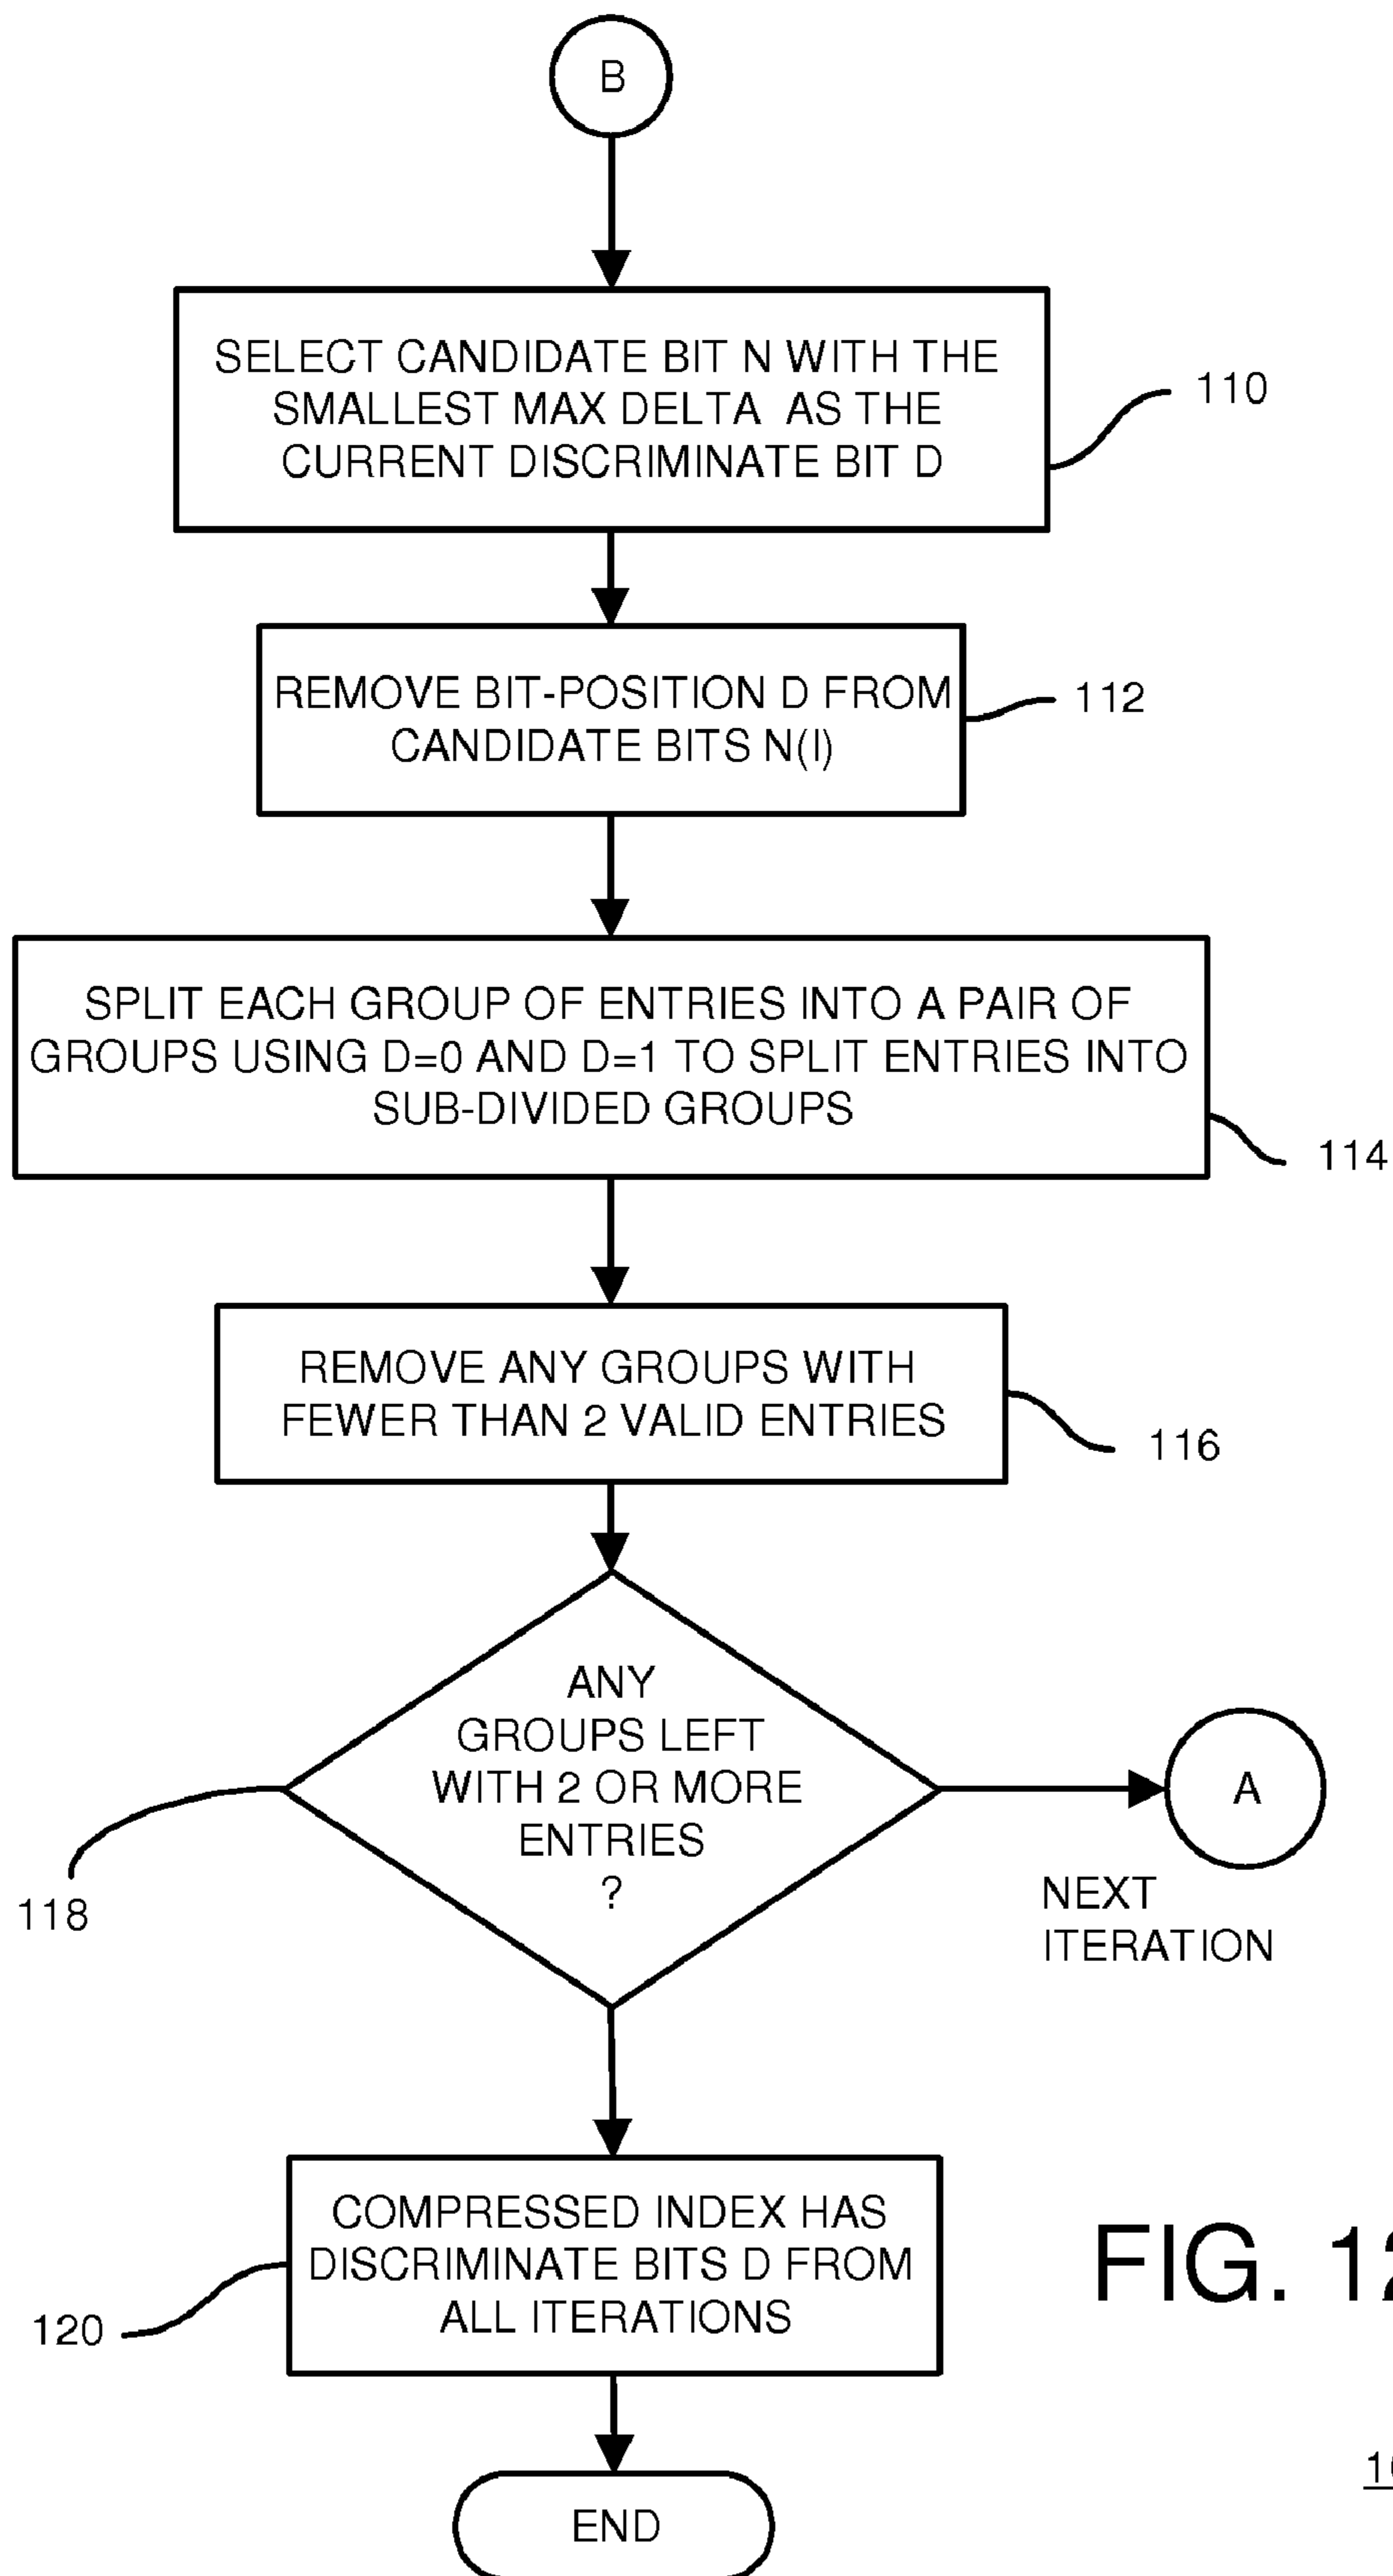 B
SELECT CANDIDATE BIT N WITH THE
SMALLEST MAX DELTA AS THE
CURRENT DISCRIMINATE BIT D
110
REMOVE BIT-POSITION D FROM
CANDIDATE BITS N(I)
112
SPLIT EACH GROUP OF ENTRIES INTO A PAIR OF
GROUPS USING D=0 AND D=1 TO SPLIT ENTRIES INTO
SUB-DIVIDED GROUPS
114
REMOVE ANY GROUPS WITH
FEWER THAN 2 VALID ENTRIES
116
ANY
GROUPS LEFT
WITH 2 OR MORE
ENTRIES
?
118
A
NEXT
ITERATION
COMPRESSED INDEX HAS
DISCRIMINATE BITS D FROM
ALL ITERATIONS
120
FIG. 12
END